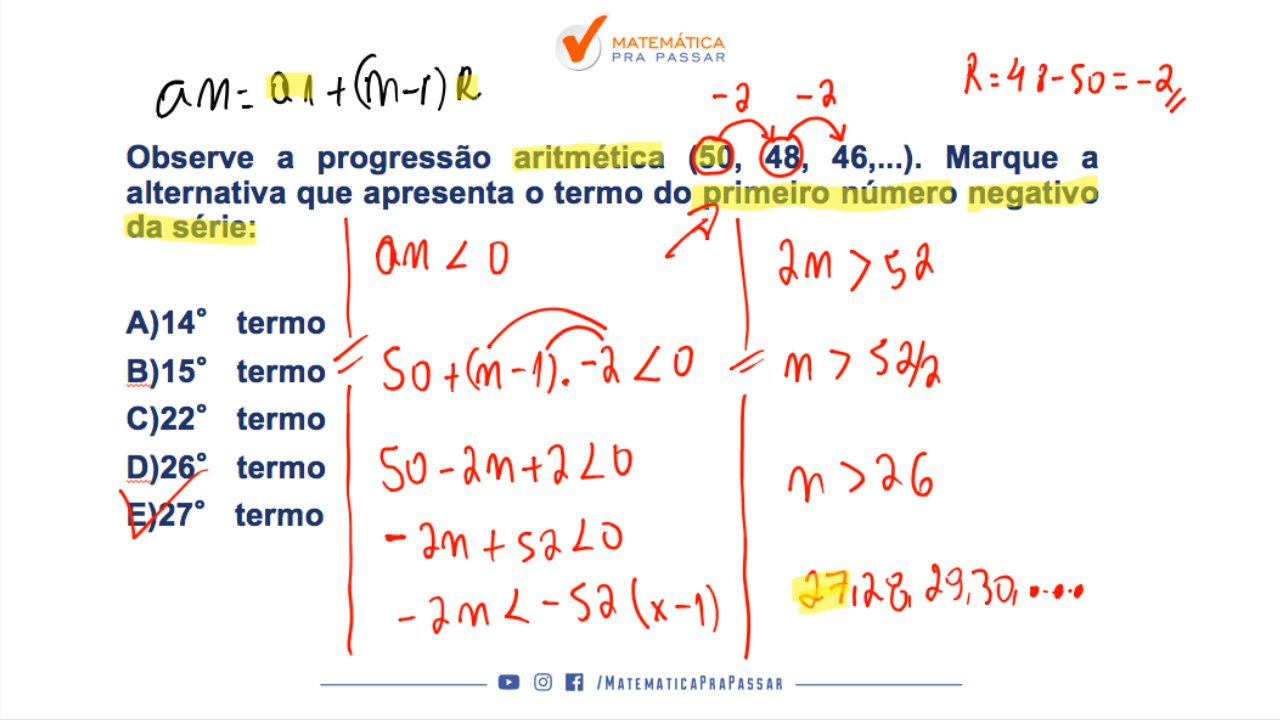 MATEMÁTICA
PRA PASSAR
an = a1 + (n-1) R
R = 48 - 50 = -2
-2 -2
Observe a progressão aritmética (50, 48, 46,...). Marque a
alternativa que apresenta o termo do primeiro número negativo
da série:
A)14° termo
B)15° termo
C)22° termo
D)26° termo
E)27° termo
an < 0
50 + (n - 1) . -2 < 0
50 - 2n + 2 < 0
- 2n + 52 < 0
- 2n < - 52 (x-1)
2n > 52
n > 52/2
n > 26
27, 28, 29, 30, .....
/MATEMATICAPRAPASSAR